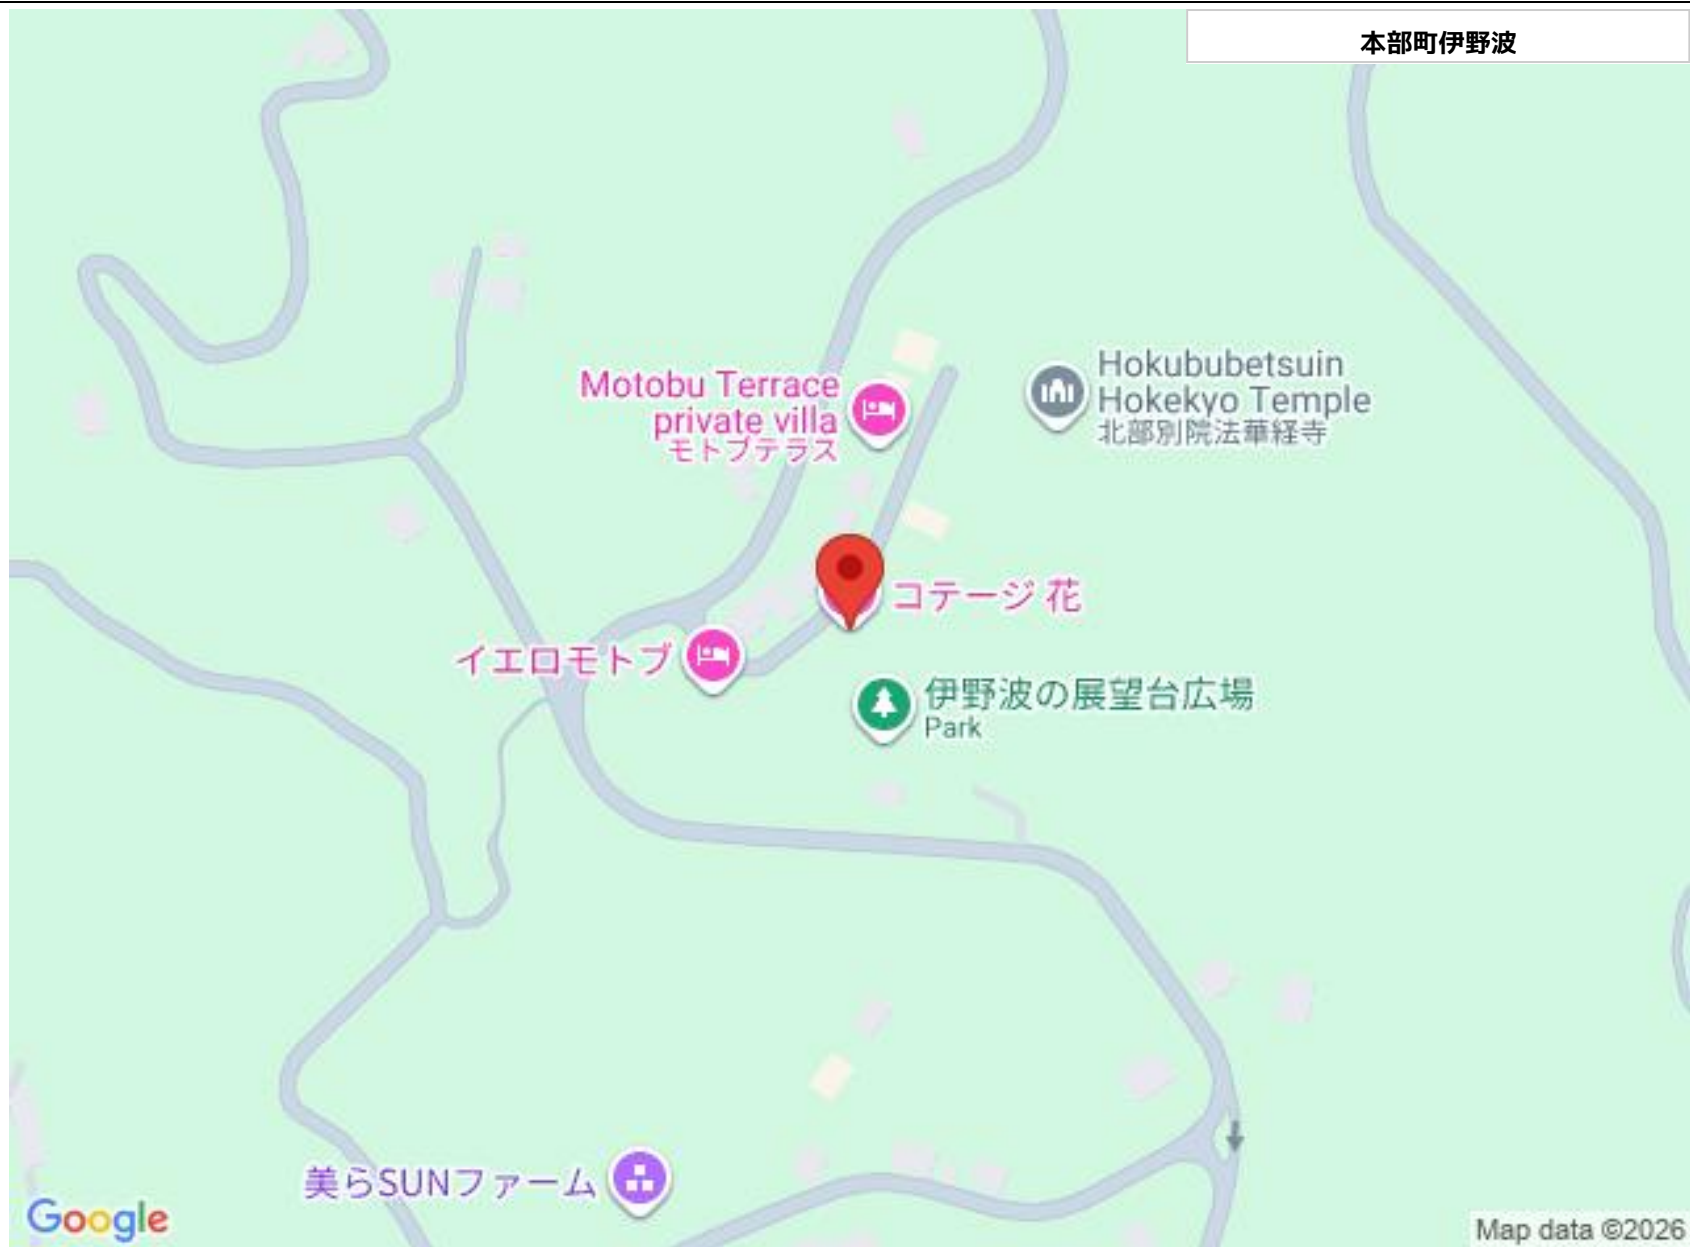 本部町伊野波
Hokububetsuin
Hokekyo Temple
北部別院法華経寺
Motobu Terrace
private villa
モトブテラス
コテージ 花
イエロモトブ
伊野波の展望台広場
Park
美らSUNファーム
Google
Map data ©2026